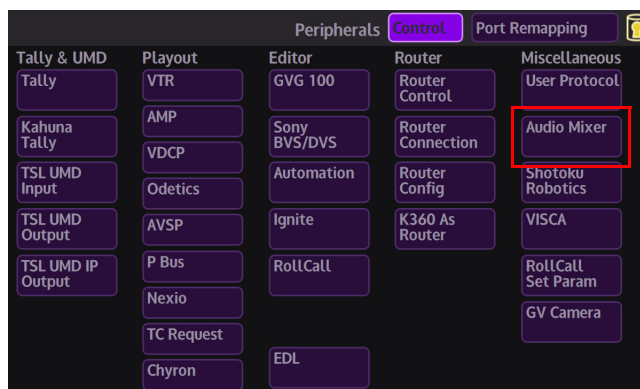 Peripherals Control Port Remapping
Tally & UMD
Tally
Kahuna
Tally
TSL UMD
Input
TSL UMD
Output
TSL UMD IP
Output
Playout
VTR
AMP
VDCP
Odetics
AVSP
P Bus
Nexio
TC Request
Chyron
Editor
GVG 100
Sony
BVS/DVS
Automation
Ignite
RollCall
EDL
Router
Router
Control
Router
Connection
Router
Config
K360 As
Router
Miscellaneous
User Protocol
Audio Mixer
Shotoku
Robotics
VISCA
RollCall
Set Param
GV Camera